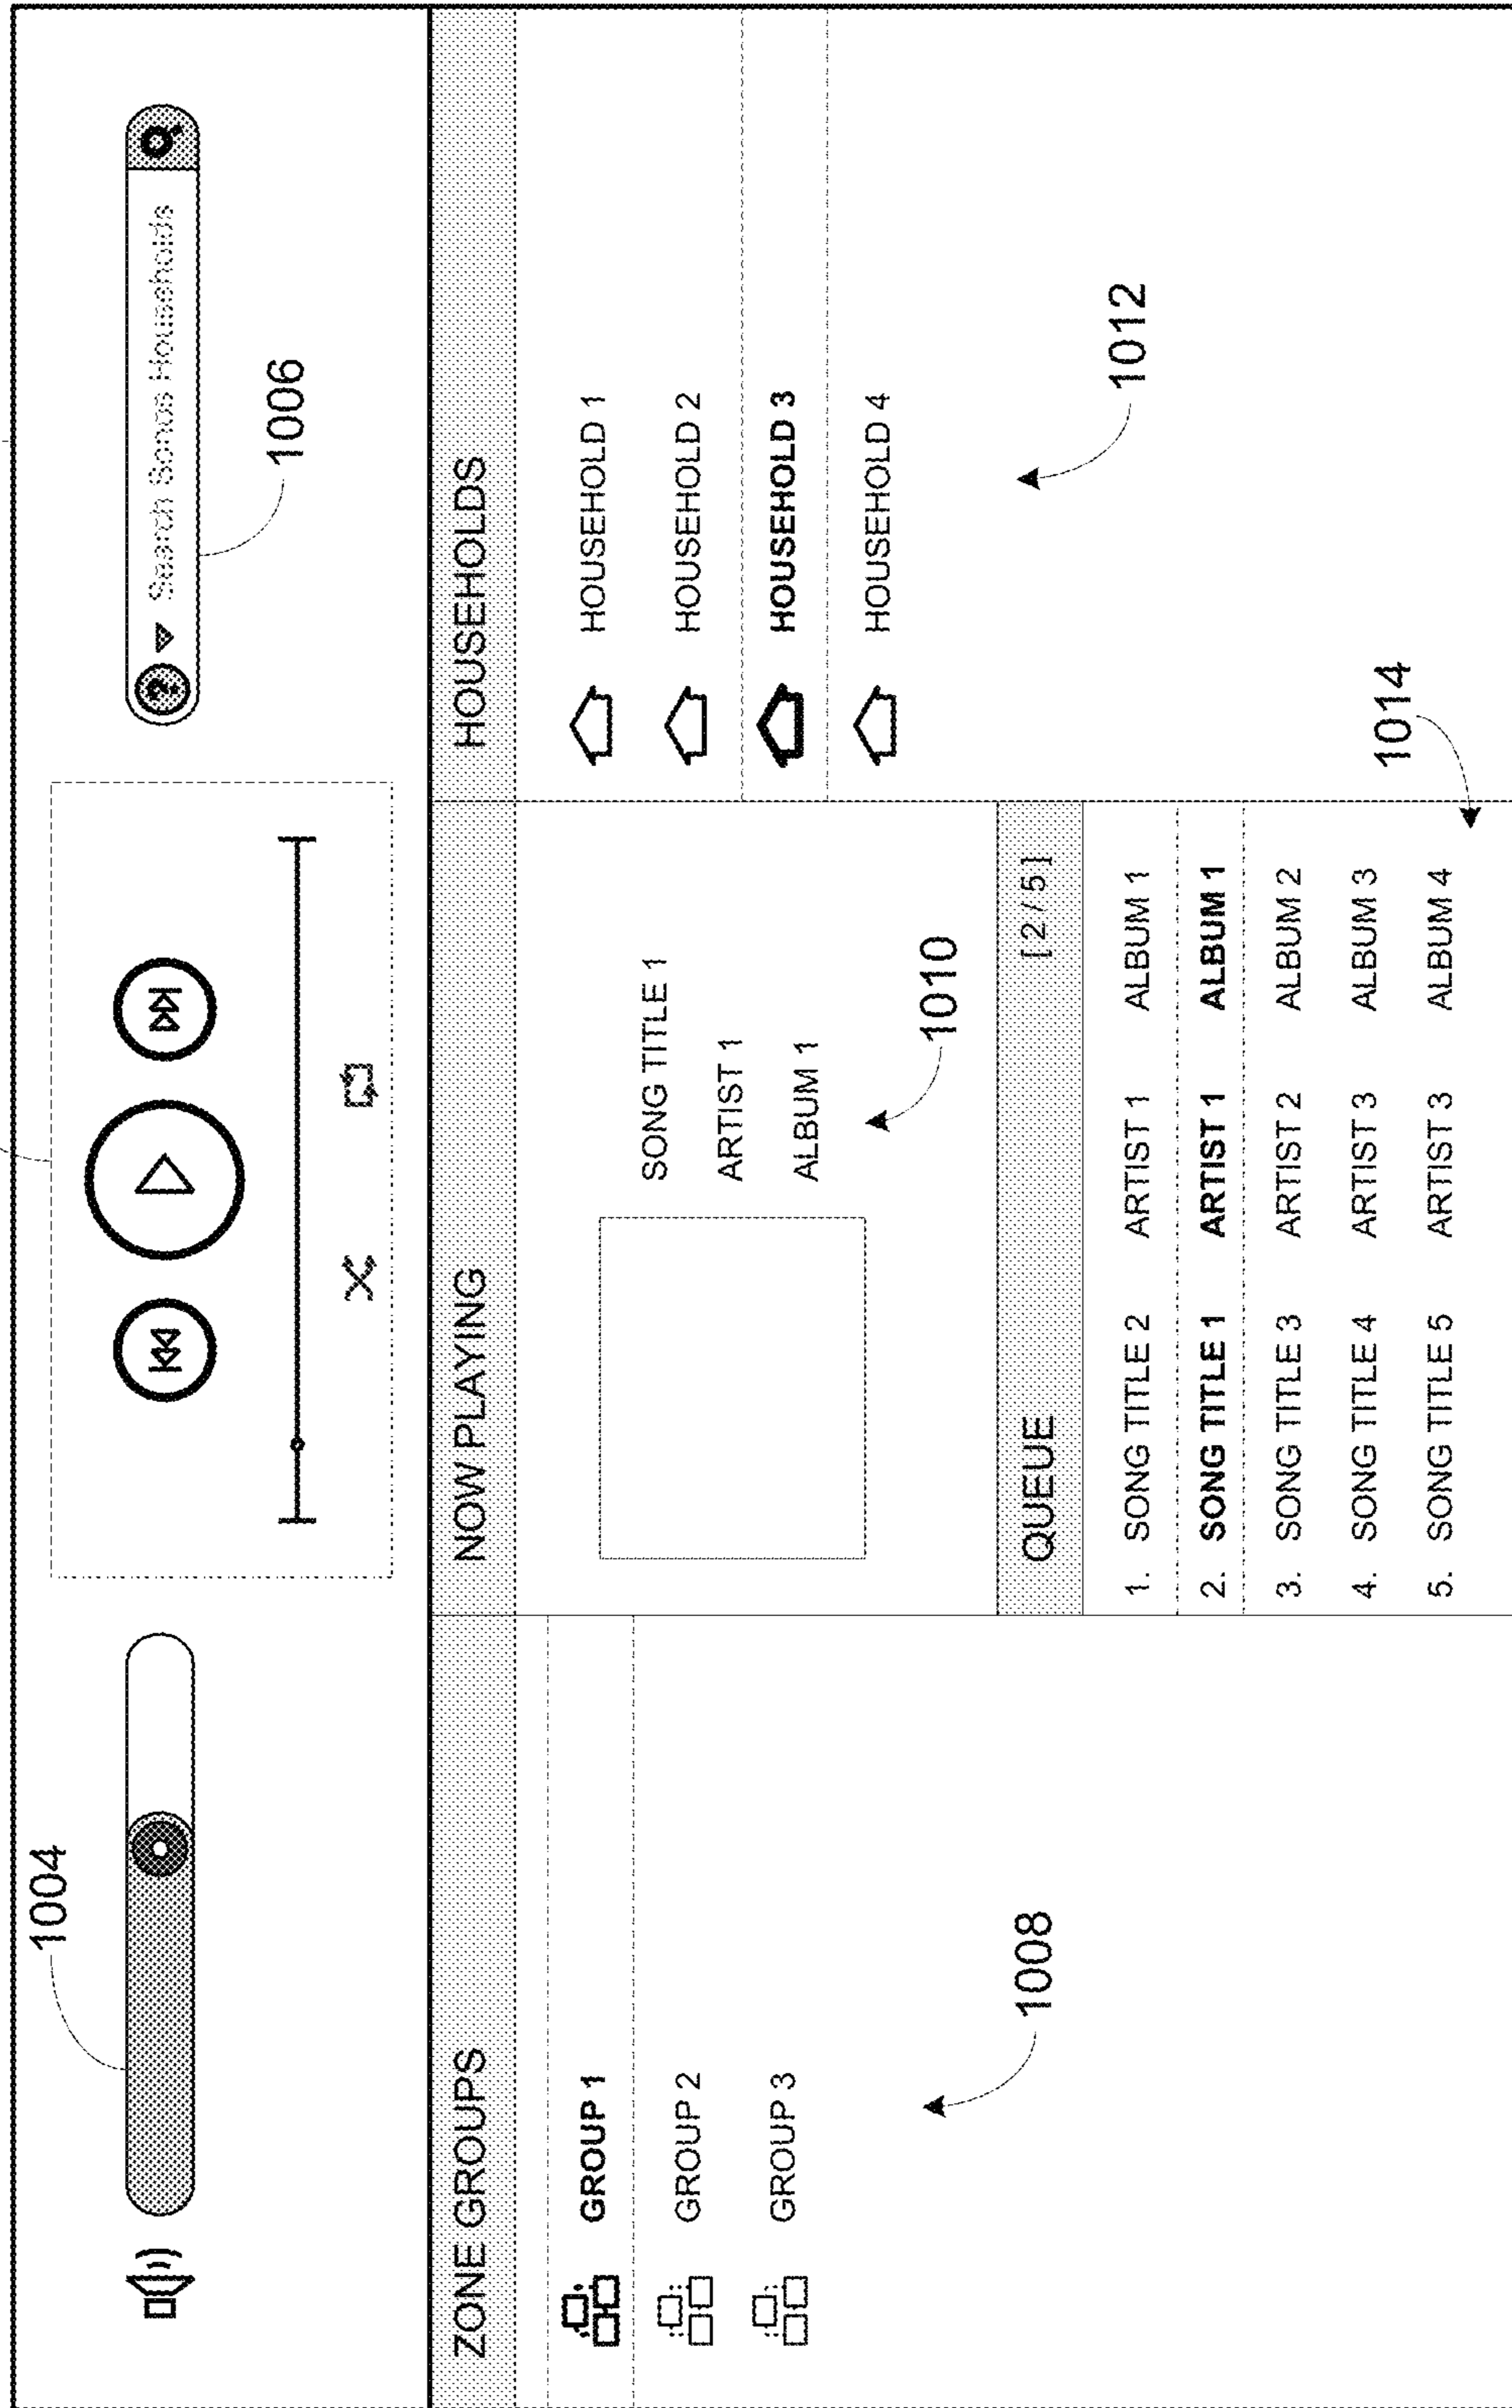 1004
? Search Sonos Households
1006
ZONE GROUPS
GROUP 1
GROUP 2
GROUP 3
1008
NOW PLAYING
SONG TITLE 1
ARTIST 1
ALBUM 1
1010
QUEUE [ 2 / 5 ]
1. SONG TITLE 2 ARTIST 1 ALBUM 1
2. SONG TITLE 1 ARTIST 1 ALBUM 1
3. SONG TITLE 3 ARTIST 2 ALBUM 2
4. SONG TITLE 4 ARTIST 3 ALBUM 3
5. SONG TITLE 5 ARTIST 3 ALBUM 4
1014
HOUSEHOLDS
HOUSEHOLD 1
HOUSEHOLD 2
HOUSEHOLD 3
HOUSEHOLD 4
1012